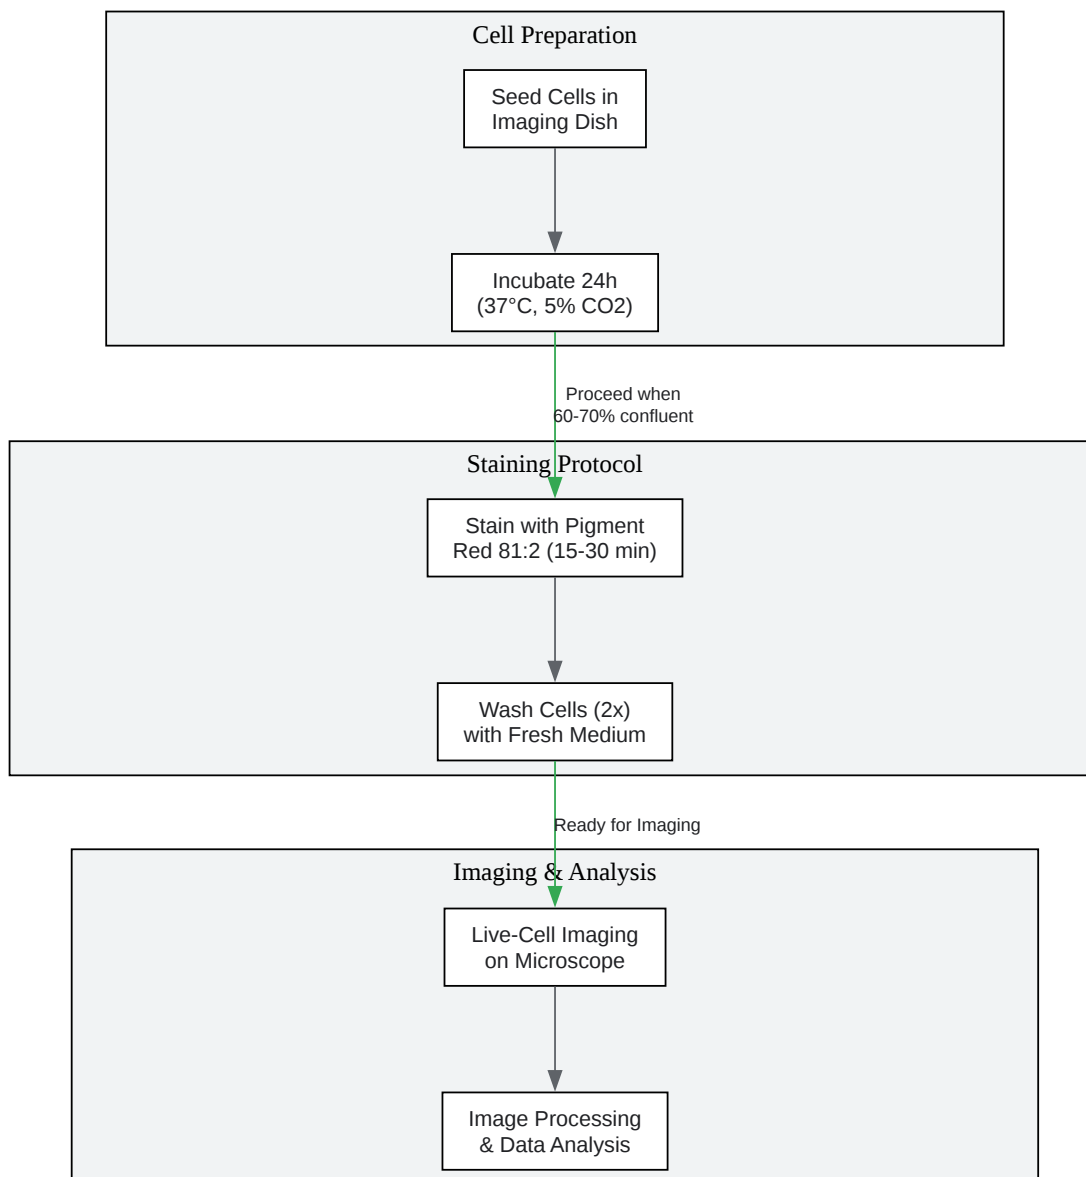 Cell Preparation
Seed Cells in
Imaging Dish
Incubate 24h
(37°C, 5% CO2)
Proceed when
60-70% confluent
Staining Protocol
Stain with Pigment
Red 81:2 (15-30 min)
Wash Cells (2x)
with Fresh Medium
Ready for Imaging
Imaging & Analysis
Live-Cell Imaging
on Microscope
Image Processing
& Data Analysis